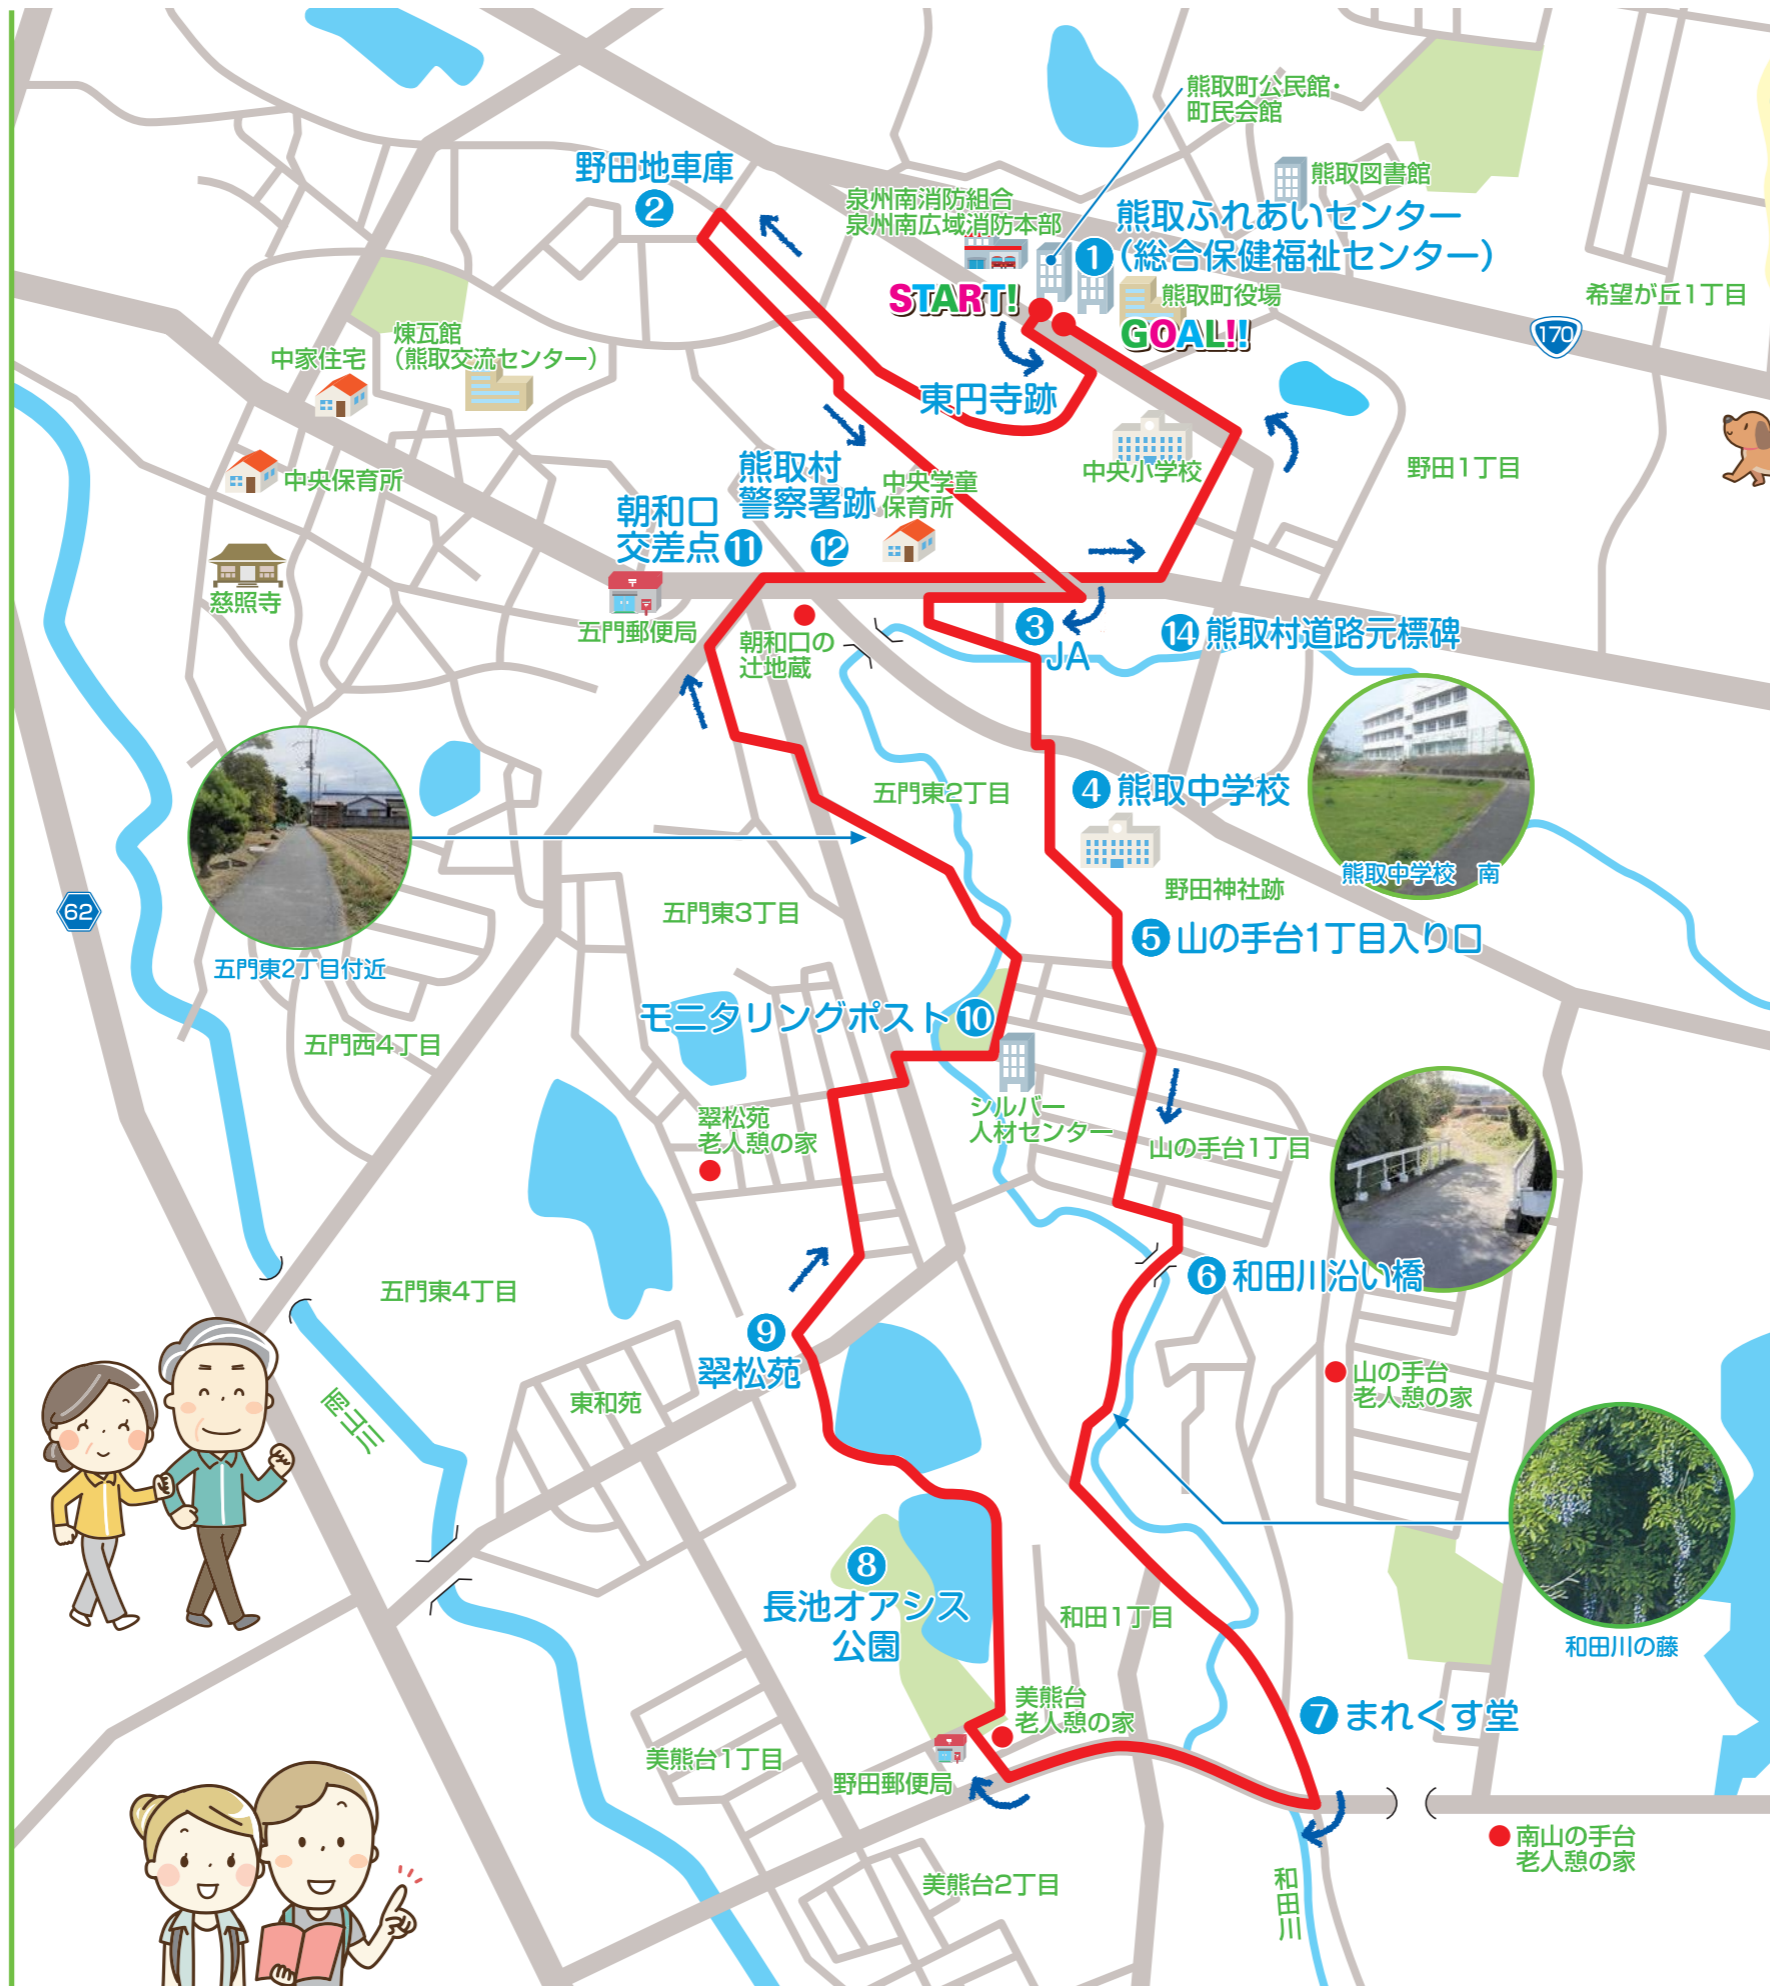 熊取町公民館・
町民会館
野田地車庫
2
熊取図書館
泉州南消防組合
泉州南広域消防本部
1
熊取ふれあいセンター
（総合保健福祉センター）
START!
熊取町役場
GOAL!!
希望が丘1丁目
170
煉瓦館
（熊取交流センター）
中家住宅
東円寺跡
中央保育所
熊取村
警察署跡
12
中央学童
保育所
中央小学校
野田1丁目
朝和口
交差点
11
慈照寺
五門郵便局
朝和口の
辻地蔵
3
JA
14
熊取村道路元標碑
五門東2丁目
4
熊取中学校
熊取中学校　南
野田神社跡
62
五門東3丁目
5
山の手台1丁目入り口
五門東2丁目付近
モニタリングポスト
10
五門西4丁目
シルバー
人材センター
翠松苑
老人憩の家
山の手台1丁目
6
和田川沿い橋
五門東4丁目
9
翠松苑
東和苑
雨山川
山の手台
老人憩の家
8
長池オアシス
公園
和田1丁目
和田川の藤
美熊台
老人憩の家
7
まれくす堂
美熊台1丁目
野田郵便局
南山の手台
老人憩の家
美熊台2丁目
和田川